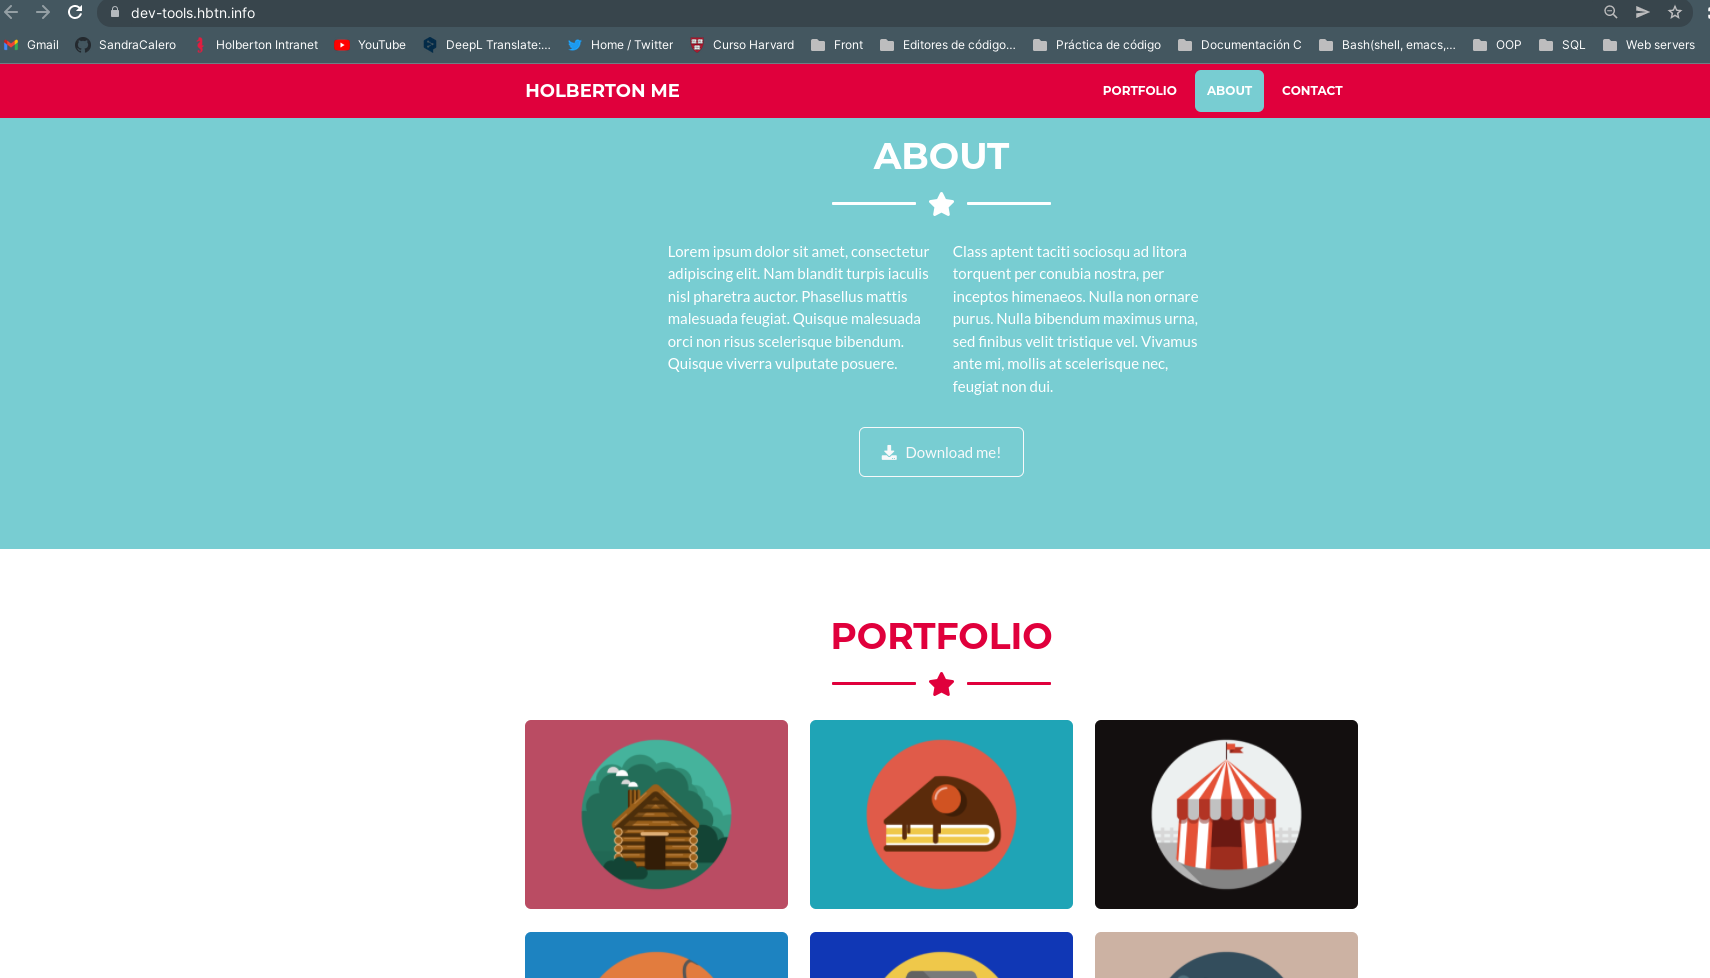 dev-tools.hbtn.info
Gmail SandraCalero Holberton Intranet YouTube DeepL Translate:... Home / Twitter Curso Harvard Front Editores de código... Práctica de código Documentación C Bash(shell, emacs,... OOP SQL Web servers
HOLBERTON ME PORTFOLIO ABOUT CONTACT
ABOUT
Lorem ipsum dolor sit amet, consectetur
adipiscing elit. Nam blandit turpis iaculis
nisl pharetra auctor. Phasellus mattis
malesuada feugiat. Quisque malesuada
orci non risus scelerisque bibendum.
Quisque viverra vulputate posuere.
Class aptent taciti sociosqu ad litora
torquent per conubia nostra, per
inceptos himenaeos. Nulla non ornare
purus. Nulla bibendum maximus urna,
sed finibus velit tristique vel. Vivamus
ante mi, mollis at scelerisque nec,
feugiat non dui.
Download me!
PORTFOLIO